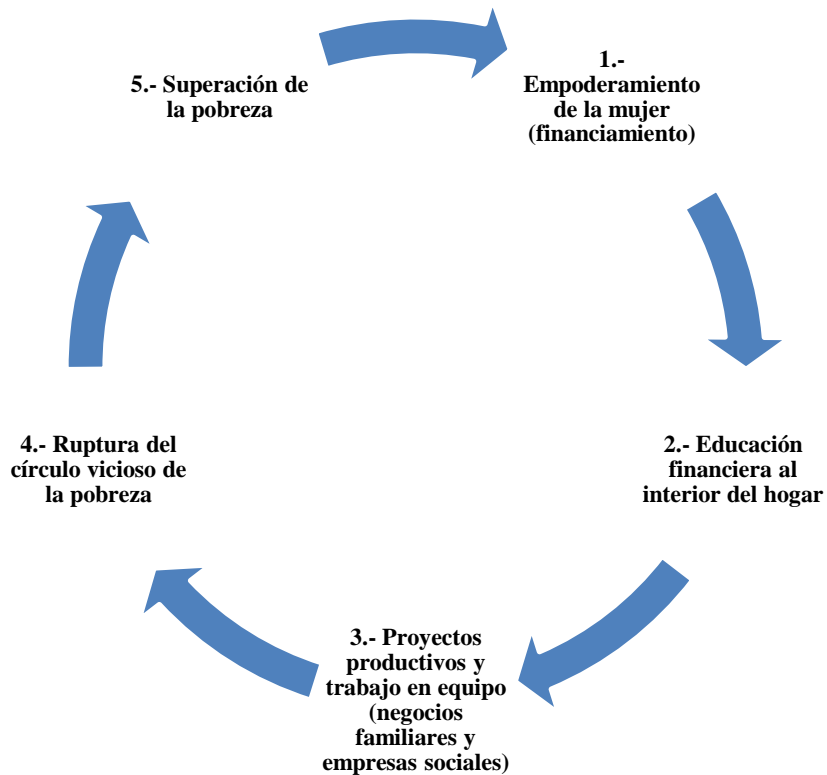 1.-
Empoderamiento
de la mujer
(financiamiento)
2.- Educación
financiera al
interior del hogar
3.- Proyectos
productivos y
trabajo en equipo
(negocios
familiares y
empresas sociales)
4.- Ruptura del
círculo vicioso de
la pobreza
5.- Superación de
la pobreza